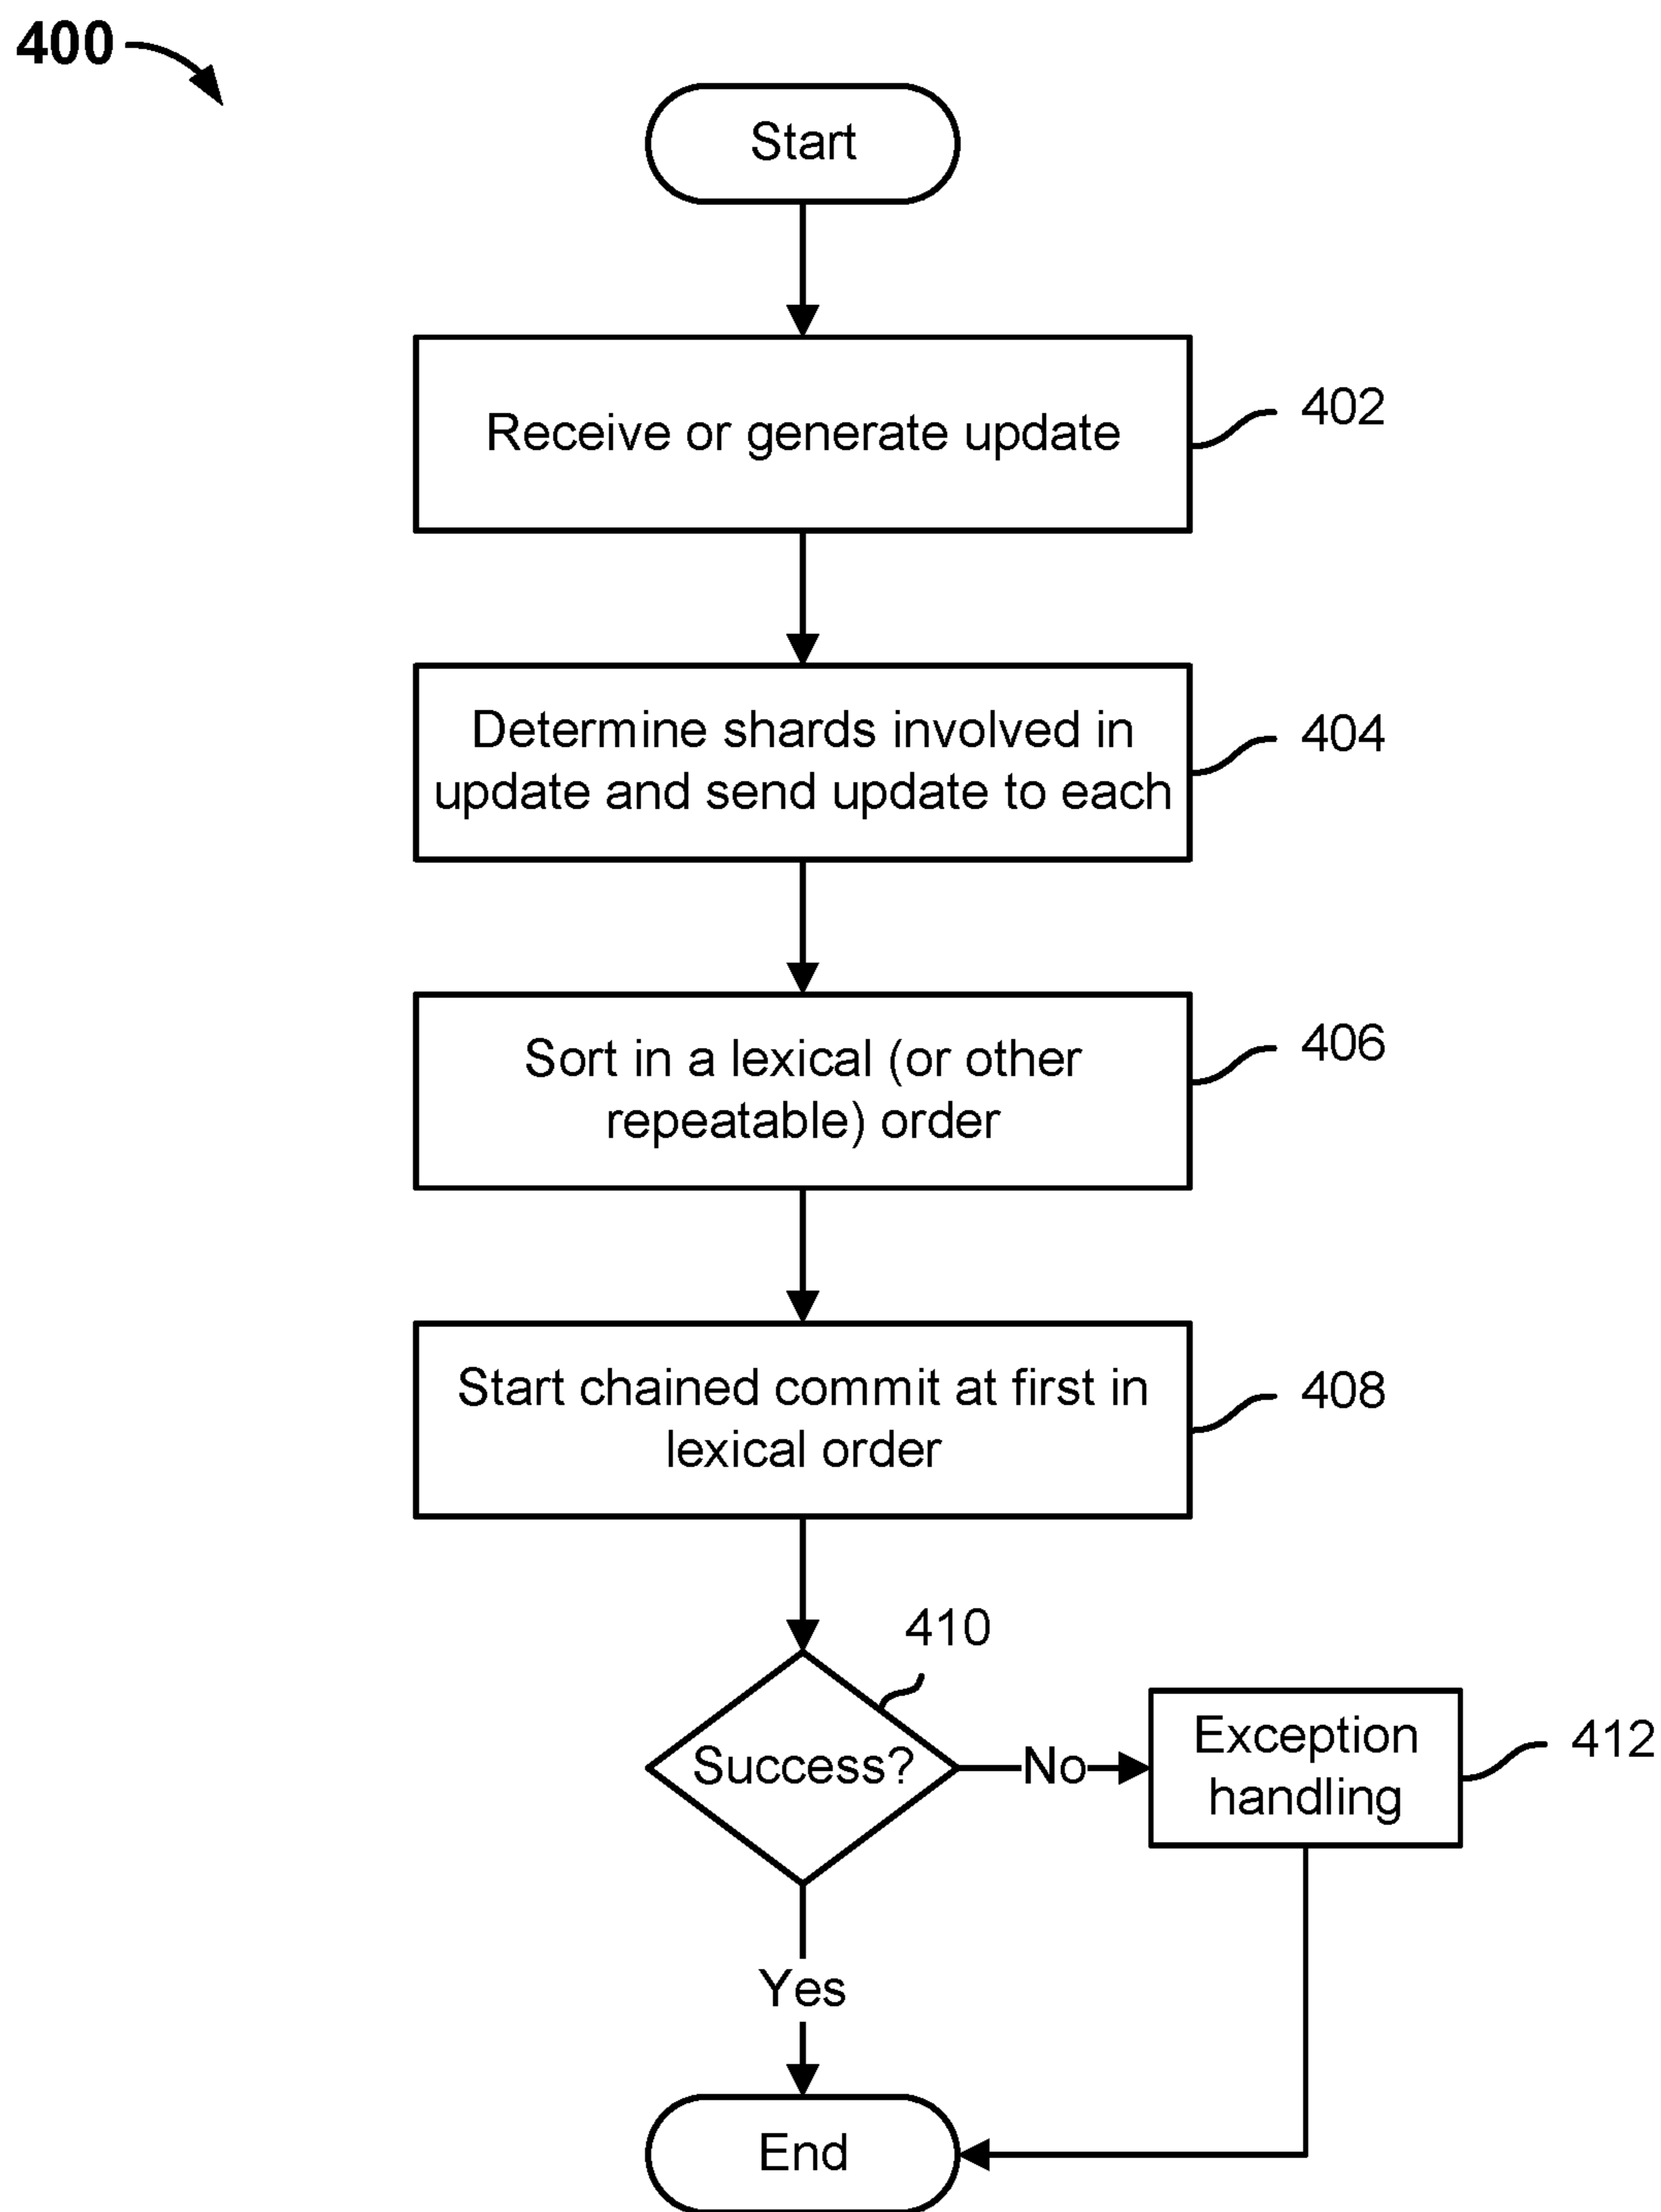 400
Start
Receive or generate update
402
Determine shards involved in
update and send update to each
404
Sort in a lexical (or other
repeatable) order
406
Start chained commit at first in
lexical order
408
410
Success?
No
Exception
handling
412
Yes
End